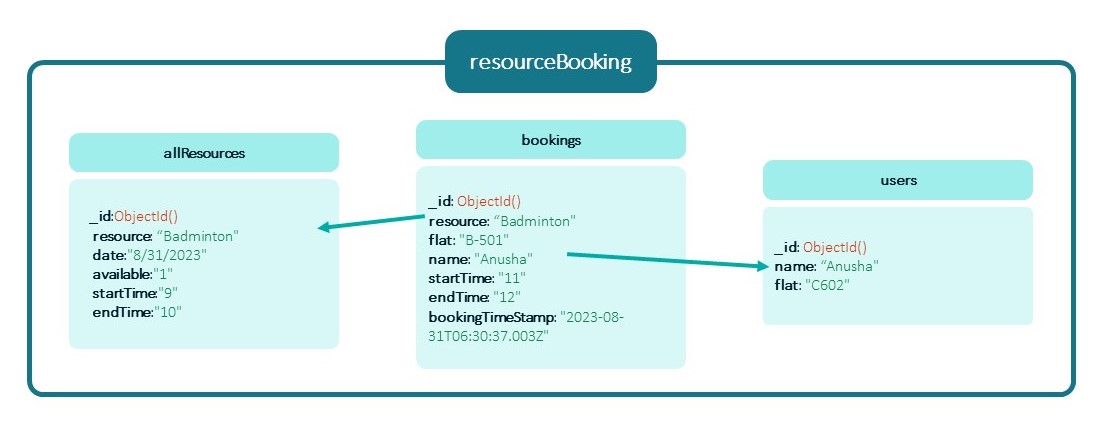 resourceBooking
allResources
_id:ObjectId()
resource: “Badminton"
date:"8/31/2023"
available:"1"
startTime:"9"
endTime:"10"
bookings
_id: ObjectId()
resource: “Badminton"
flat: "B-501"
name: "Anusha"
startTime: "11"
endTime: "12"
bookingTimeStamp: "2023-08-
31T06:30:37.003Z"
users
_id: ObjectId()
name: “Anusha"
flat: "C602"